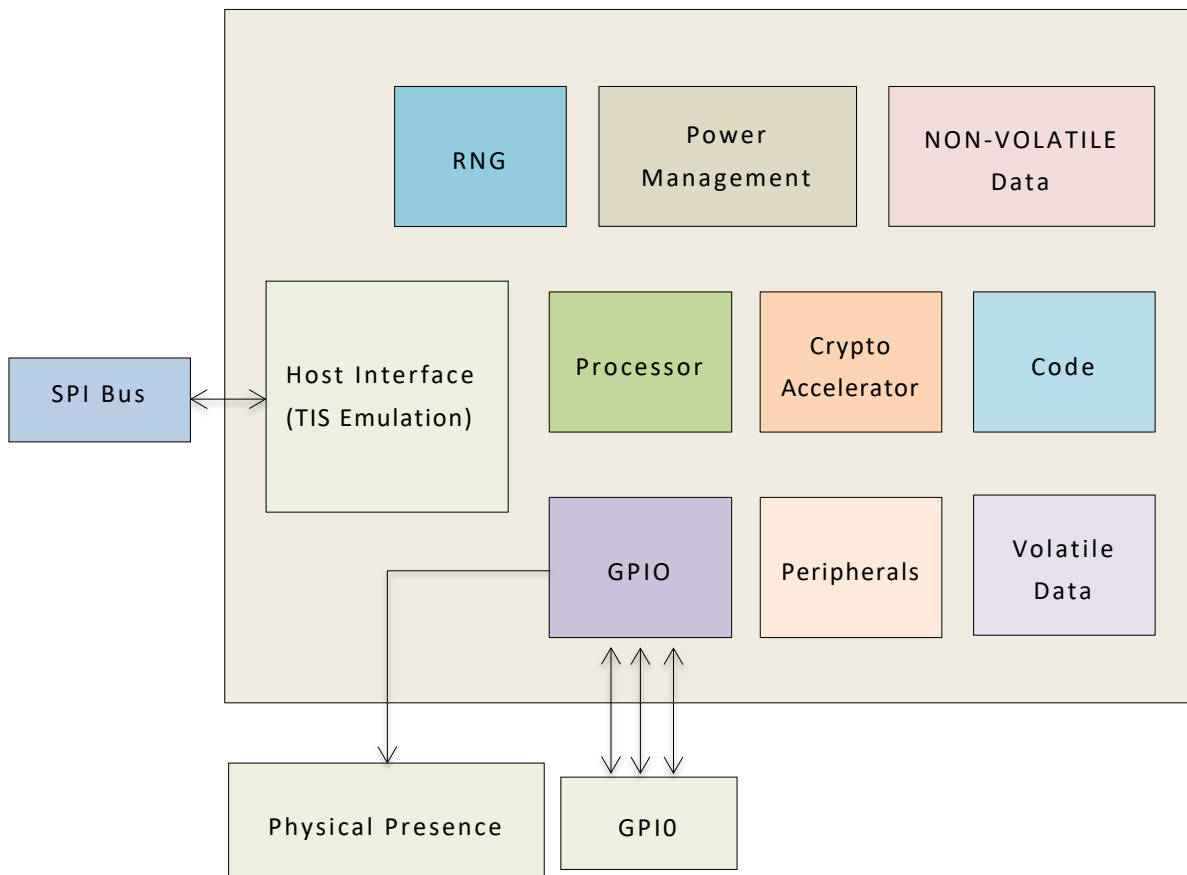 RNG
Power
Management
NON-VOLATILE
Data
SPI Bus
Host Interface
(TIS Emulation)
Processor
Crypto
Accelerator
Code
GPIO
Peripherals
Volatile
Data
Physical Presence
GPI0